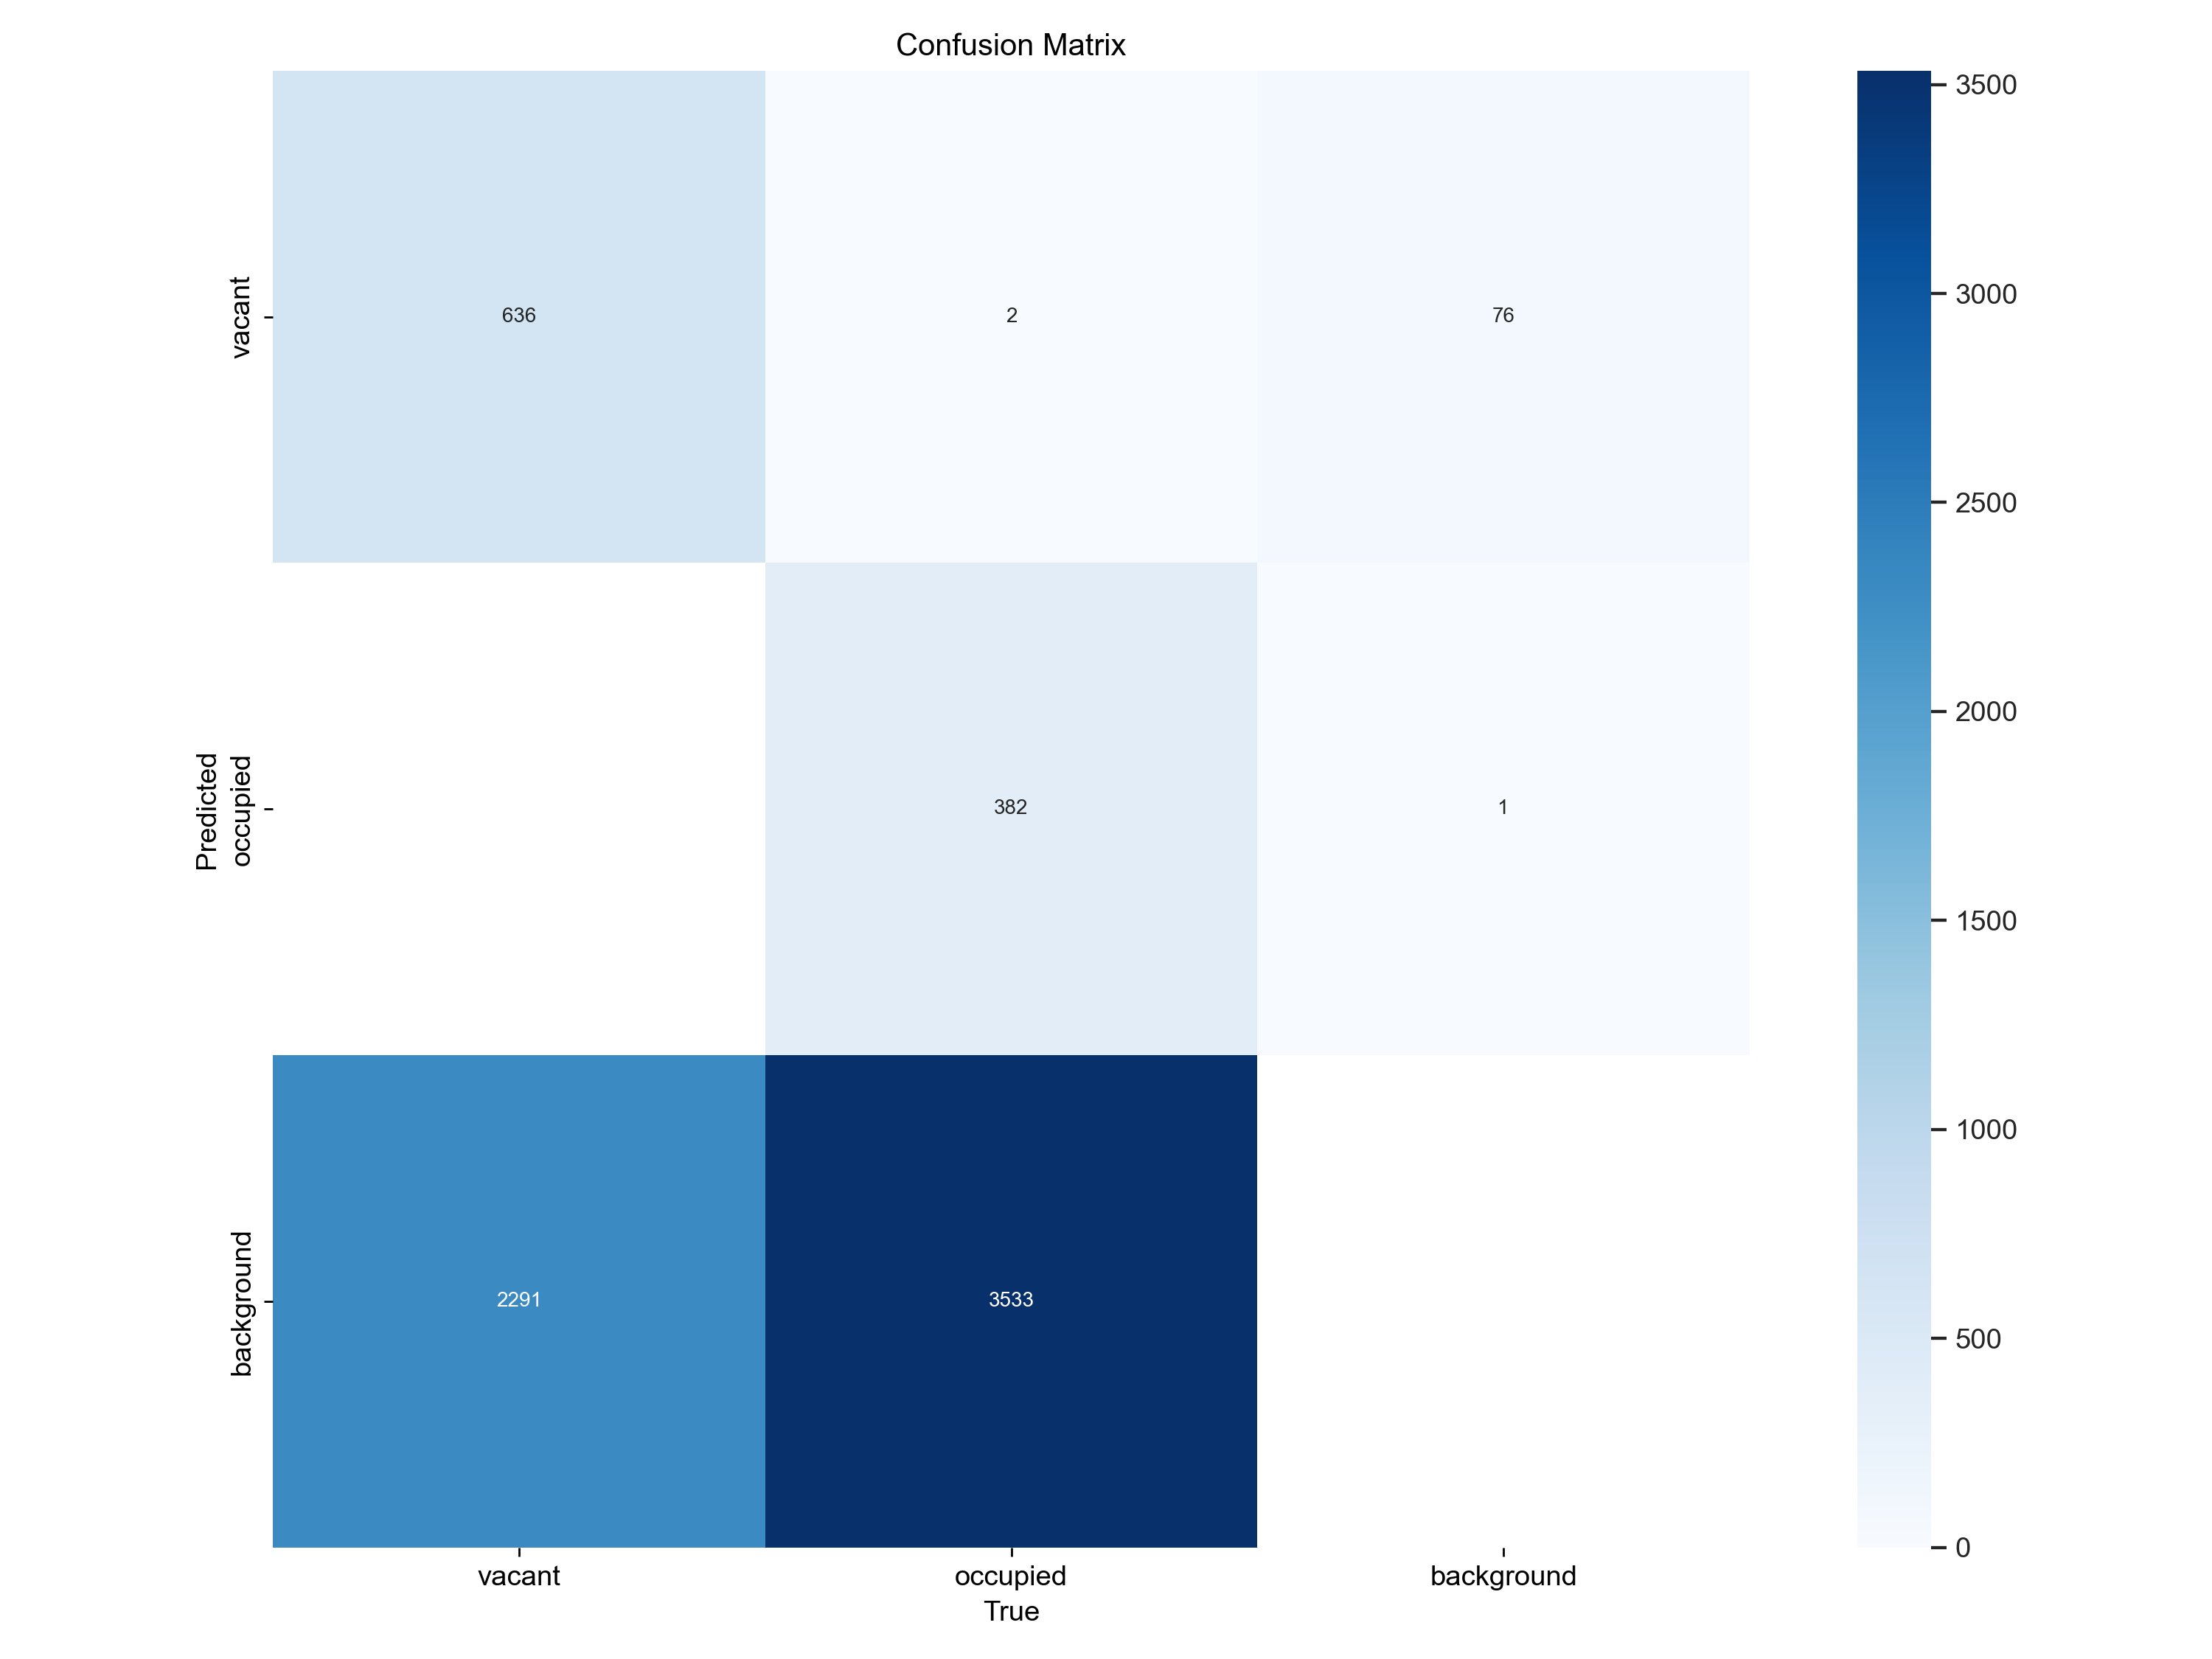 Confusion Matrix
vacant
636
2
76
Predicted
occupied
382
1
background
2291
3533
vacant
occupied
background
True
3500
3000
2500
2000
1500
1000
500
0